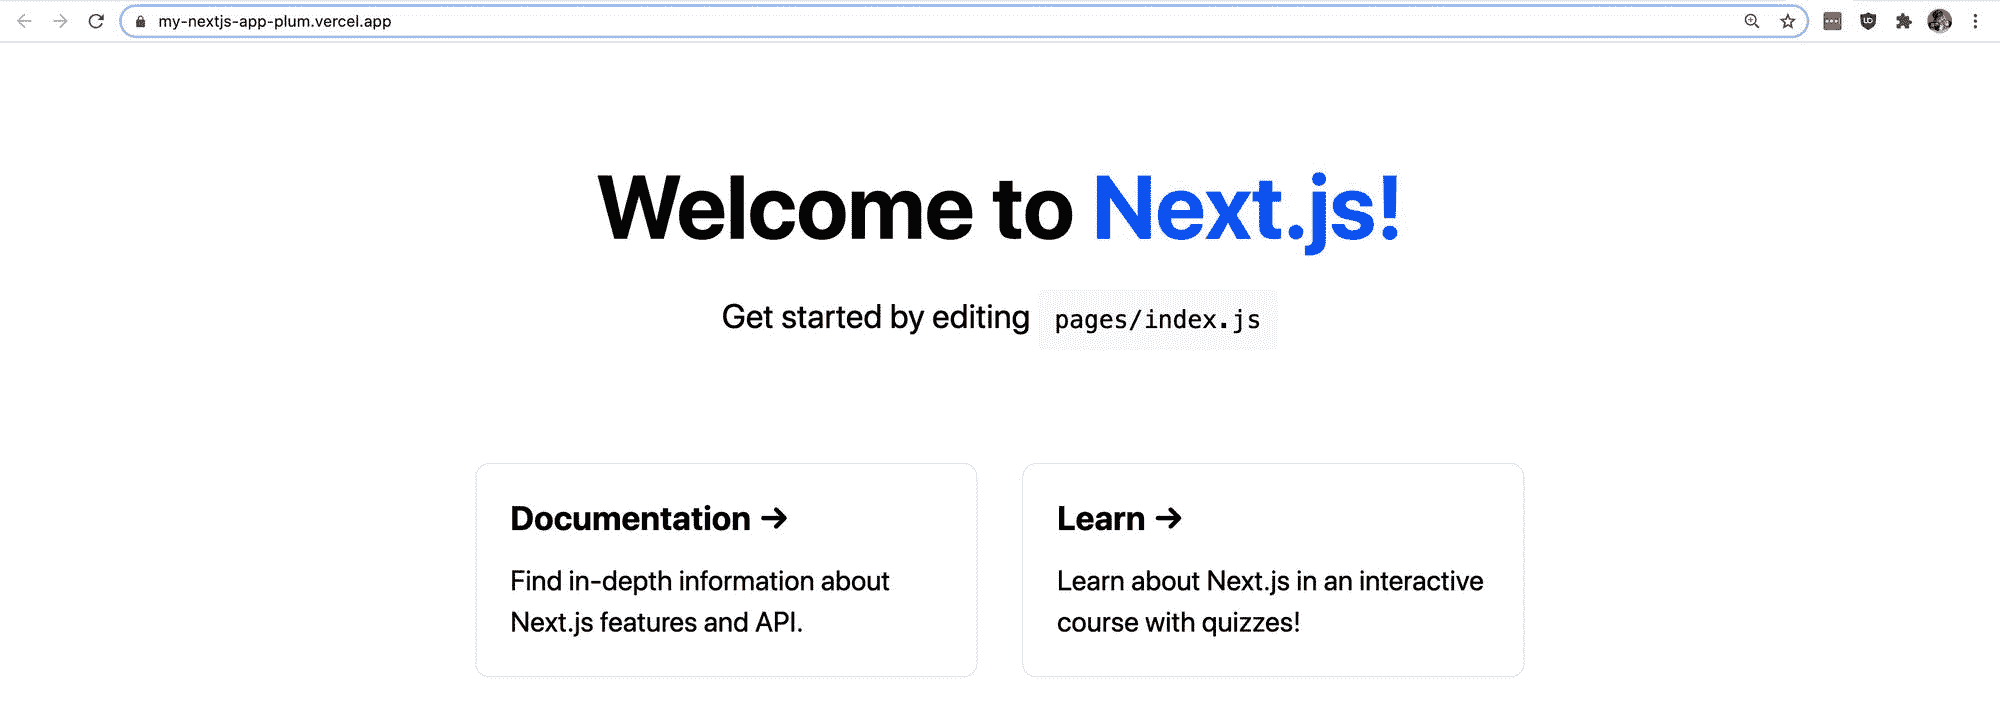 my-nextjs-app-plum.vercel.app
Welcome to Next.js!
Get started by editing pages/index.js
Documentation →
Find in-depth information about
Next.js features and API.
Learn →
Learn about Next.js in an interactive
course with quizzes!